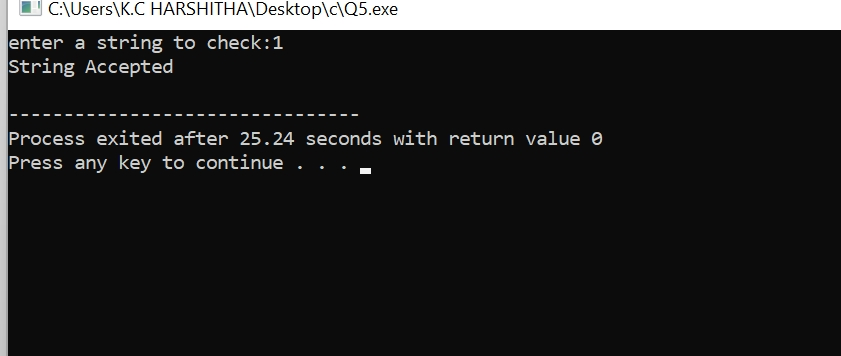 C:\Users\K.C HARSHITHA\Desktop\c\Q5.exe
enter a string to check:1
String Accepted
--------------------------------
Process exited after 25.24 seconds with return value 0
Press any key to continue . . .